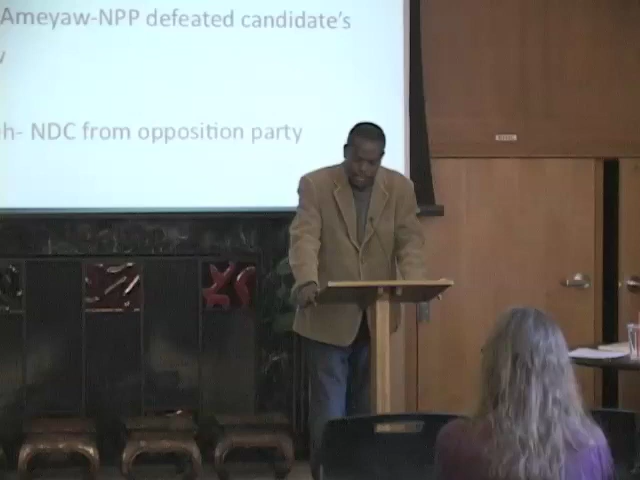 Ameyaw-NPP defeated candidate's
- NDC from opposition party